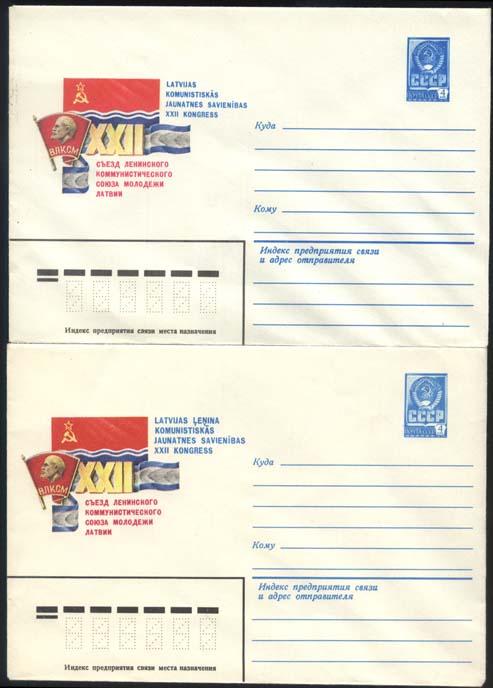 LATVIJAS
KOMUNISTISKĀS
JAUNATNES SAVIENĪBAS
XXII KONGRESS
ВЛКСМ
XXII
СЪЕЗД ЛЕНИНСКОГО
КОММУНИСТИЧЕСКОГО
СОЮЗА МОЛОДЕЖИ
ЛАТВИИ
СССР
4
Куда
Кому
Индекс предприятия связи
и адрес отправителя
Индекс предприятия связи места назначения
LATVIJAS ĻEŅINA
KOMUNISTISKĀS
JAUNATNES SAVIENĪBAS
XXII KONGRESS
ВЛКСМ
XXII
СЪЕЗД ЛЕНИНСКОГО
КОММУНИСТИЧЕСКОГО
СОЮЗА МОЛОДЕЖИ
ЛАТВИИ
СССР
4
Куда
Кому
Индекс предприятия связи
и адрес отправителя
Индекс предприятия связи места назначения